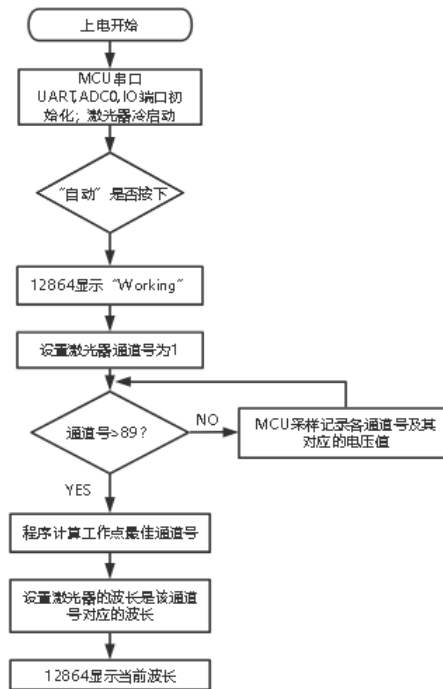 上电开始
MCU串口
UART,ADC0,IO端口初
始化；激光器冷启动
“自动”是否按下
12864显示“Working”
设置激光器通道号为1
通道号>89？
NO
MCU采样记录各通道号及其
对应的电压值
YES
程序计算工作点最佳通道号
设置激光器的波长是该通道
号对应的波长
12864显示当前波长